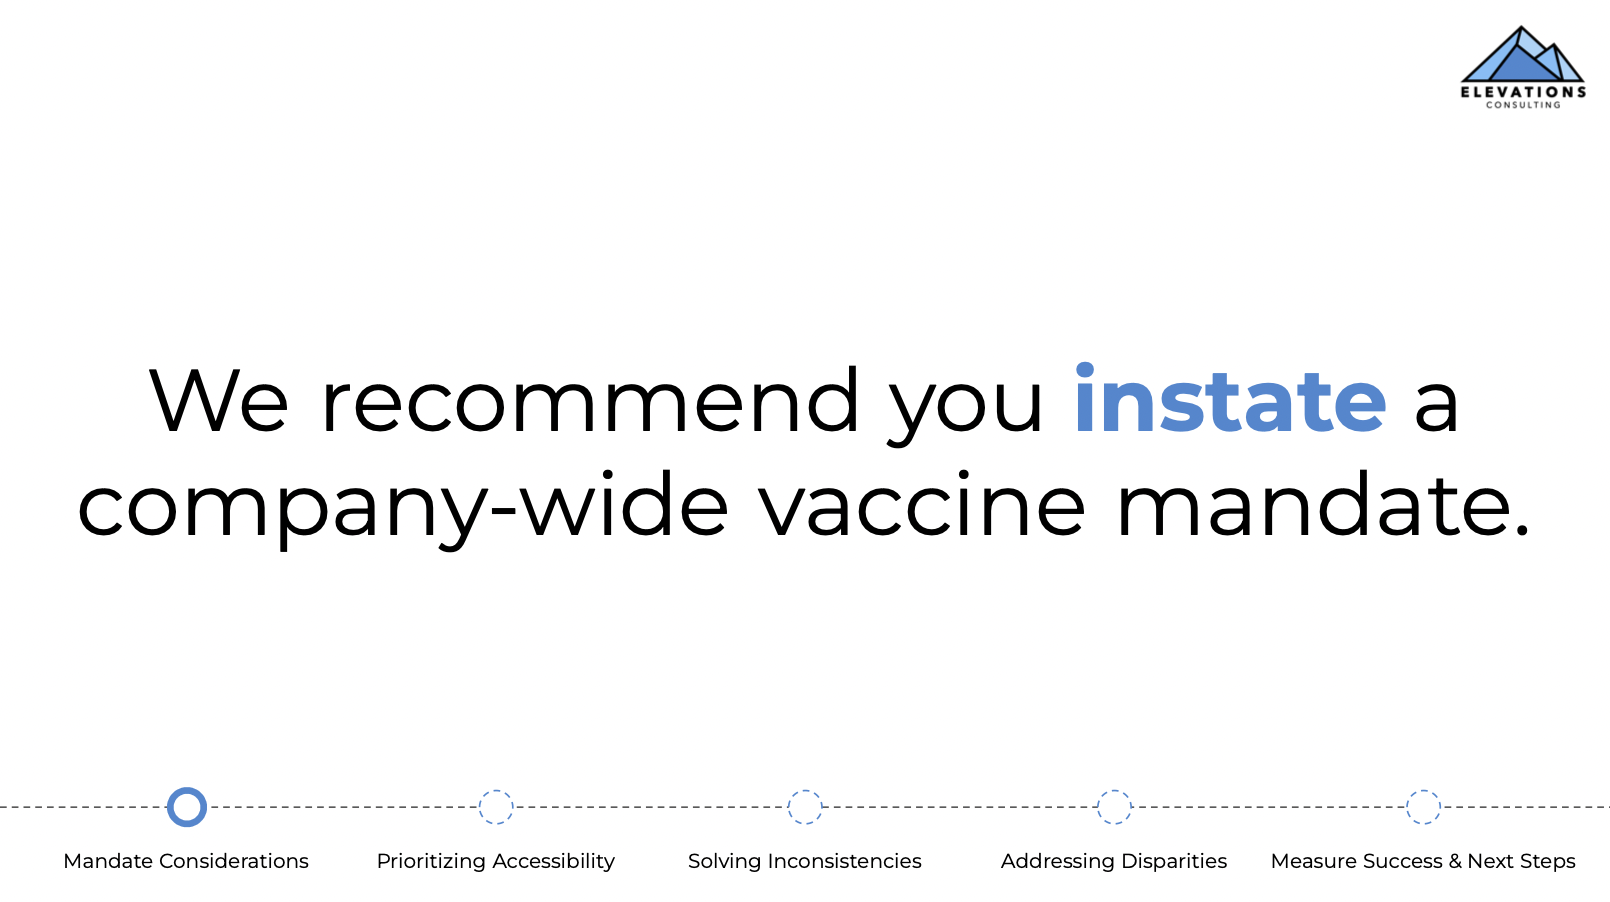 ELEVATIONS
CONSULTING
We recommend you instate a
company-wide vaccine mandate.
Mandate Considerations
Prioritizing Accessibility
Solving Inconsistencies
Addressing Disparities
Measure Success & Next Steps